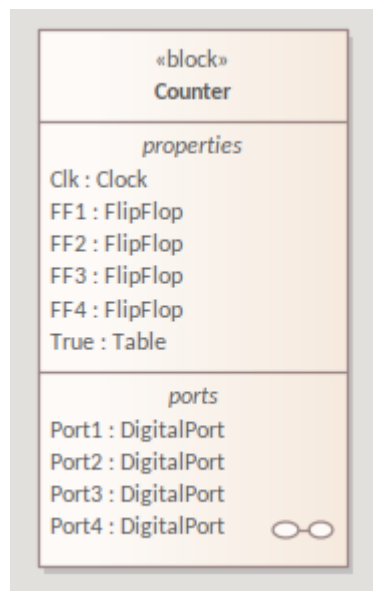 «block»
Counter
properties
Clk : Clock
FF1 : FlipFlop
FF2 : FlipFlop
FF3 : FlipFlop
FF4 : FlipFlop
True : Table
ports
Port1 : DigitalPort
Port2 : DigitalPort
Port3 : DigitalPort
Port4 : DigitalPort